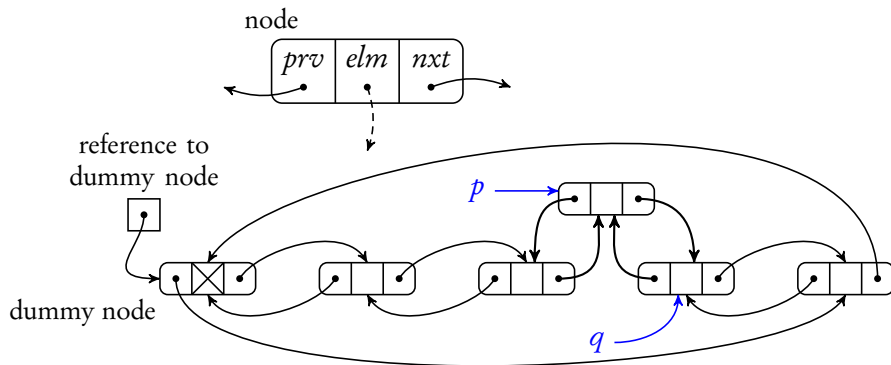 node
prv elm nxt
reference to
dummy node
p
dummy node
q